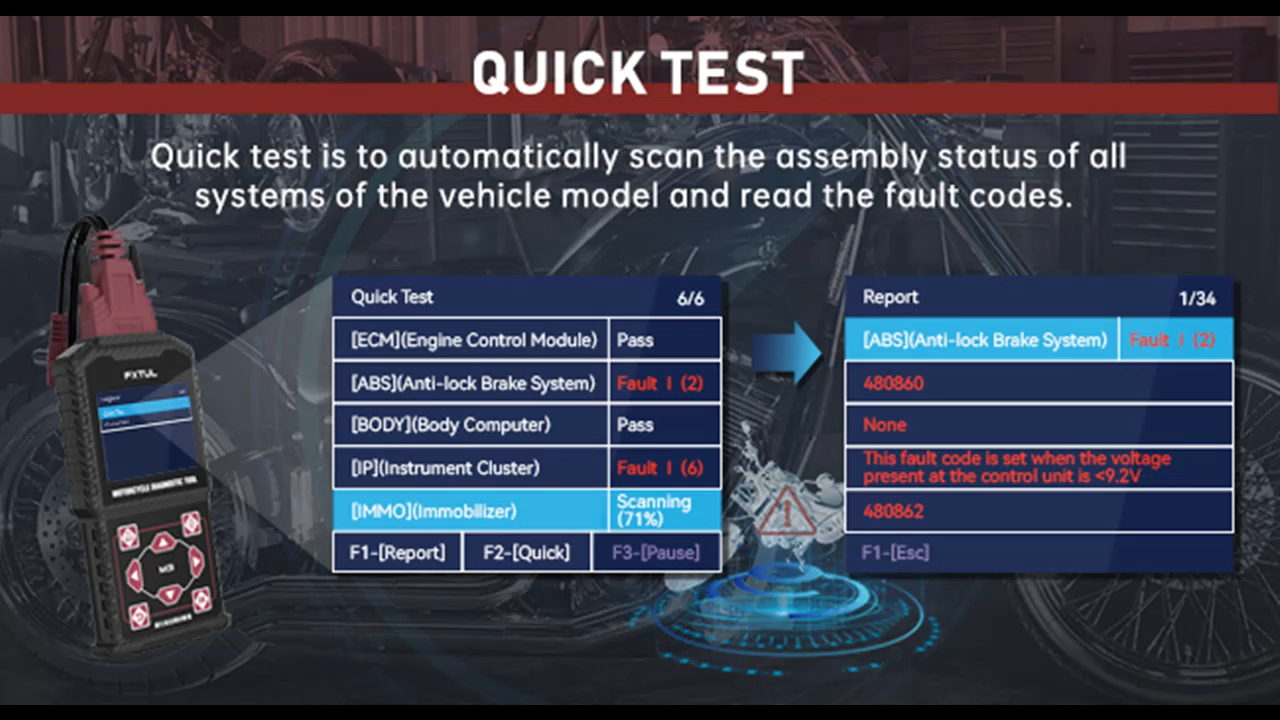 QUICK TEST
Quick test is to automatically scan the assembly status of all
systems of the vehicle model and read the fault codes.
Quick Test 6/6
[ECM](Engine Control Module) Pass
[ABS](Anti-lock Brake System) Fault | (2)
[BODY](Body Computer) Pass
[IP](Instrument Cluster) Fault | (6)
[IMMO](Immobilizer) Scanning
(71%)
F1-[Report] F2-[Quick] F3-[Pause]
Report 1/34
[ABS](Anti-lock Brake System) Fault | (2)
480860
None
This fault code is set when the voltage
present at the control unit is <9.2V
480862
F1-[Esc]
FXTUL
MOTORCYCLE DIAGNOSTIC TOOL
M3